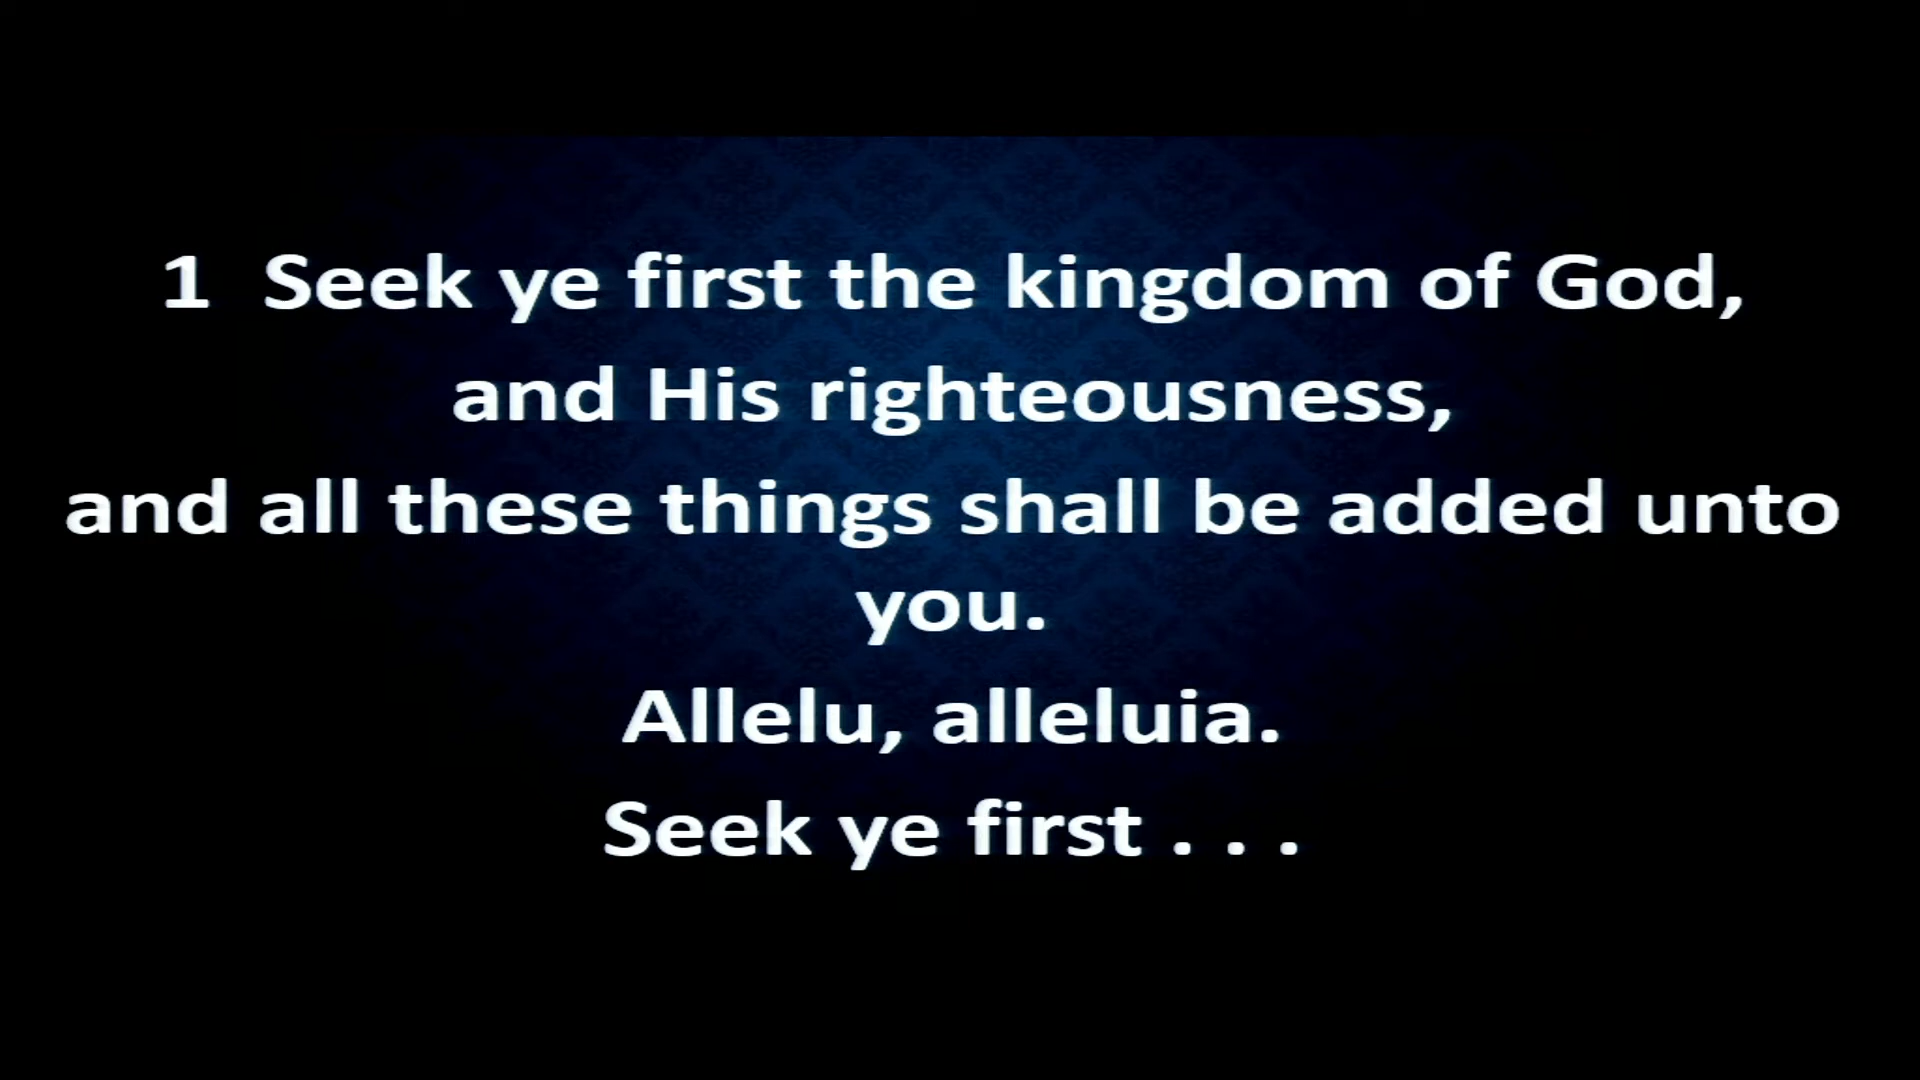 1  Seek ye first the kingdom of God,
and His righteousness,
and all these things shall be added unto
you.
Allelu, alleluia.
Seek ye first . . .